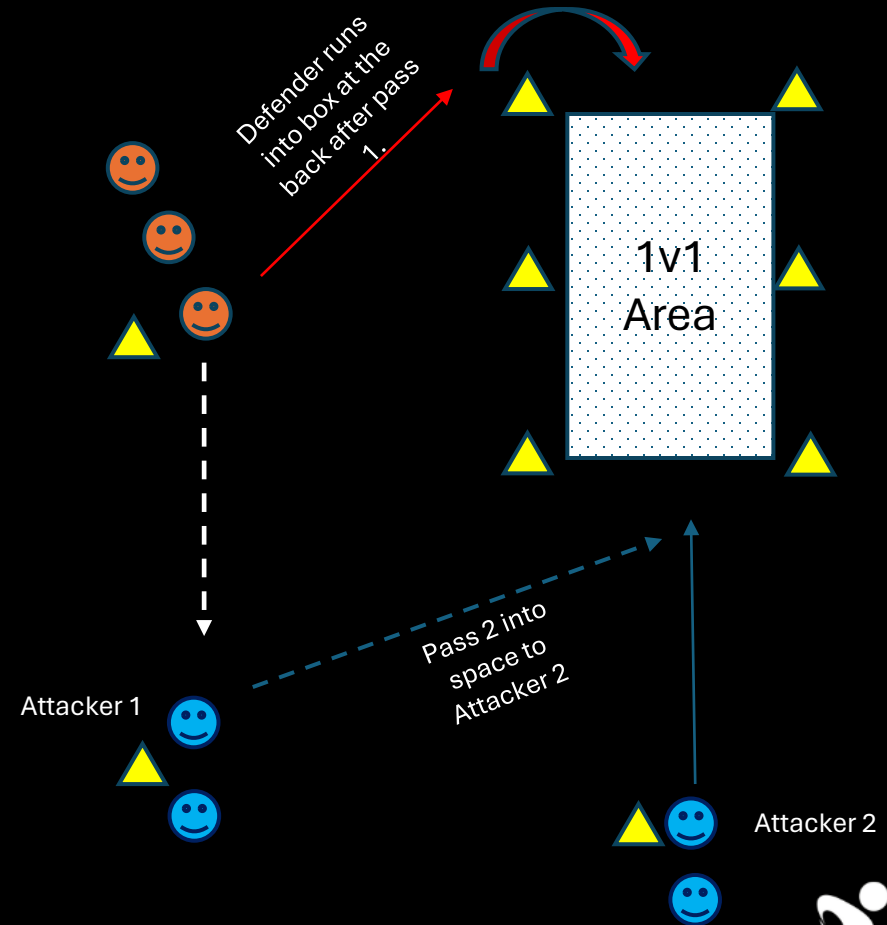 Defender runs
into box at the
back after pass
1.
1v1
Area
Pass 2 into
space to
Attacker 2
Attacker 1
Attacker 2